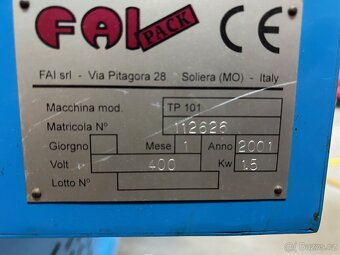 FAI PACK CE
FAI srl - Via Pitagora 28 Soliera (MO) - Italy
Macchina mod. TP 101
Matricola N° 112626
Giorgno Mese 1 Anno 2001
Volt 400 Kw 1.5
Lotto N°